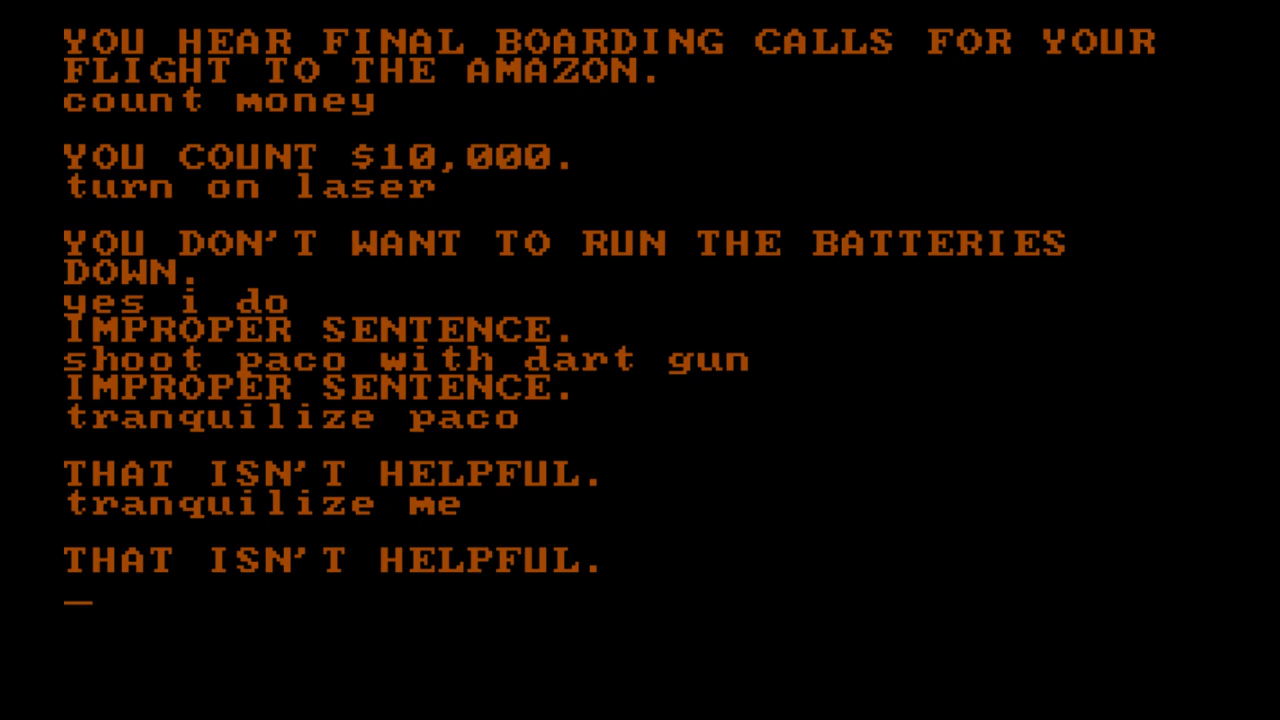 YOU HEAR FINAL BOARDING CALLS FOR YOUR
FLIGHT TO THE AMAZON.
count money
YOU COUNT $10,000.
turn on laser
YOU DON'T WANT TO RUN THE BATTERIES
DOWN.
yes i do
IMPROPER SENTENCE.
shoot paco with dart gun
IMPROPER SENTENCE.
tranquilize paco
THAT ISN'T HELPFUL.
tranquilize me
THAT ISN'T HELPFUL.
_